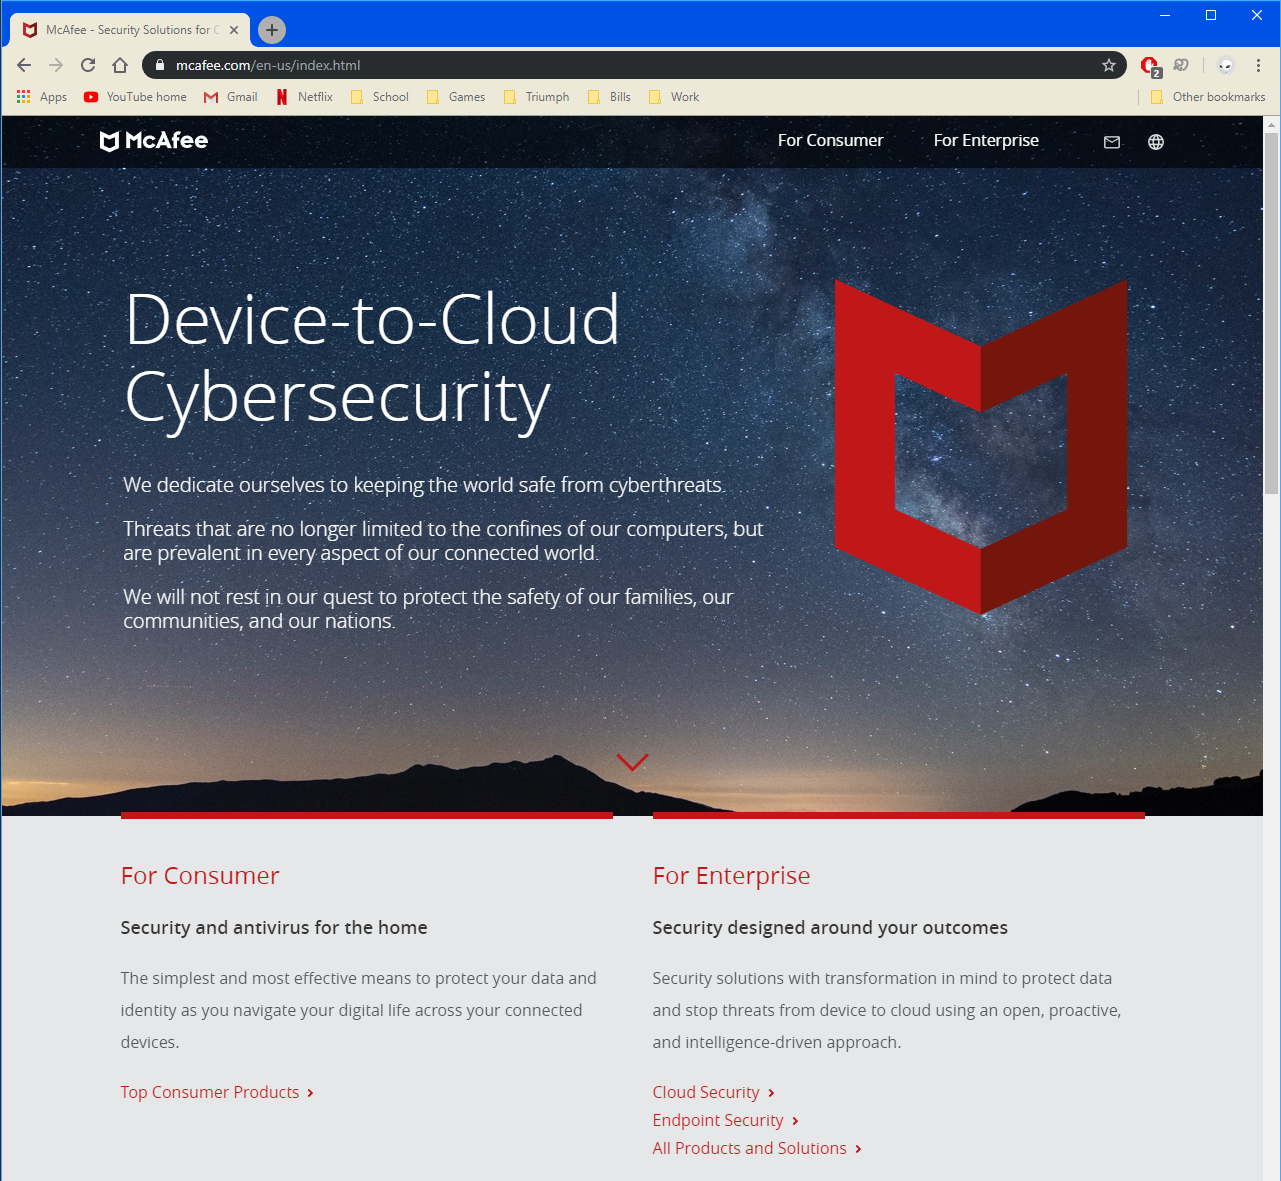 McAfee - Security Solutions for C
mcafee.com/en-us/index.html
2
Apps YouTube home Gmail Netflix School Games Triumph Bills Work Other bookmarks
McAfee For Consumer For Enterprise
Device-to-Cloud
Cybersecurity
We dedicate ourselves to keeping the world safe from cyberthreats.
Threats that are no longer limited to the confines of our computers, but
are prevalent in every aspect of our connected world.
We will not rest in our quest to protect the safety of our families, our
communities, and our nations.
For Consumer
Security and antivirus for the home
The simplest and most effective means to protect your data and
identity as you navigate your digital life across your connected
devices.
Top Consumer Products
For Enterprise
Security designed around your outcomes
Security solutions with transformation in mind to protect data
and stop threats from device to cloud using an open, proactive,
and intelligence-driven approach.
Cloud Security
Endpoint Security
All Products and Solutions